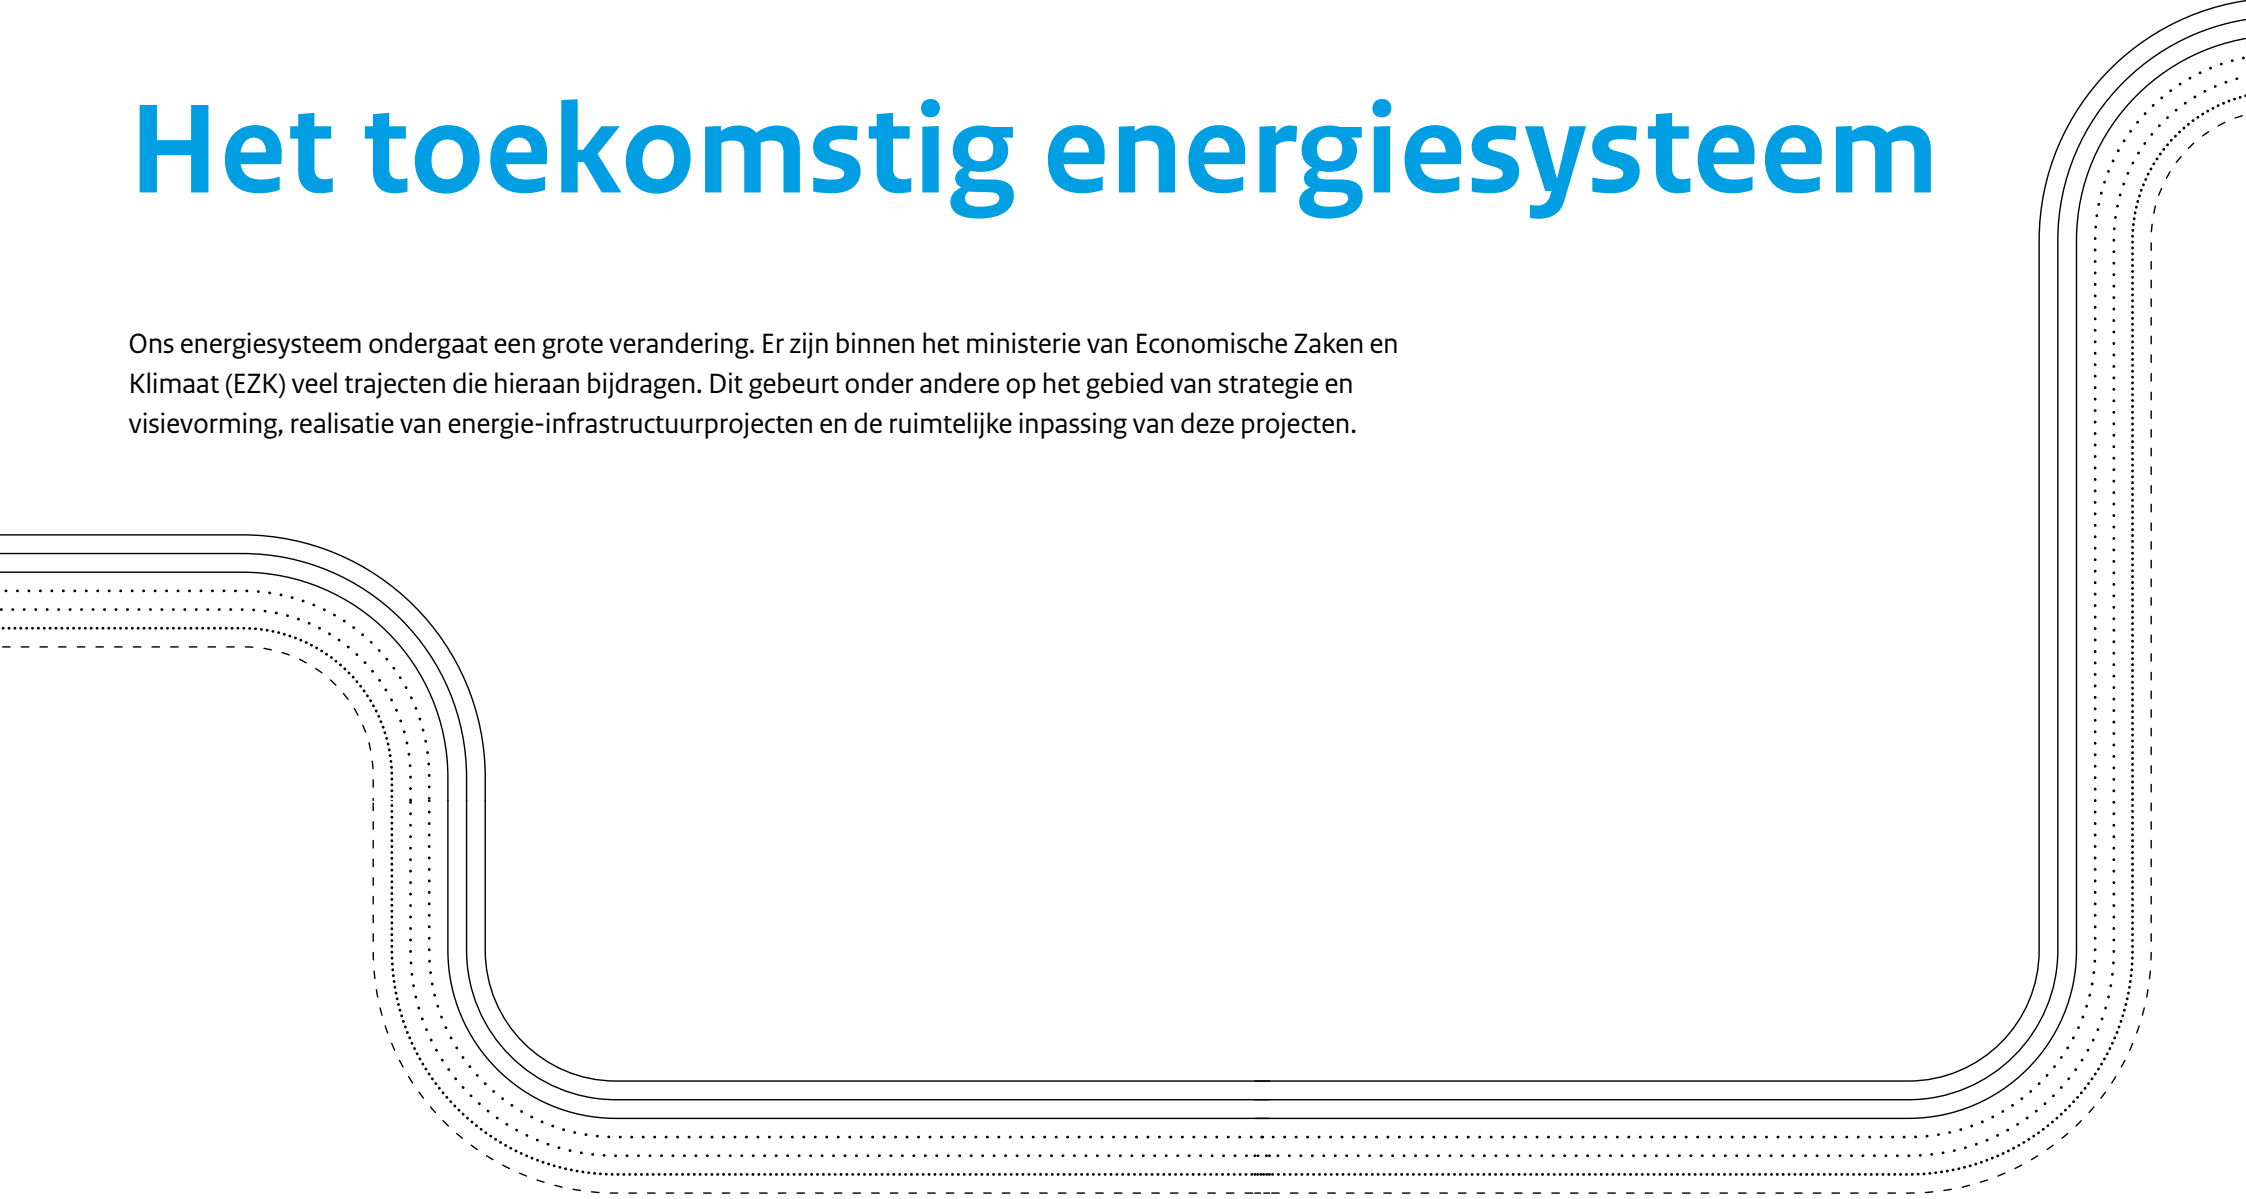 Het toekomstig energiesysteem
Ons energiesysteem ondergaat een grote verandering. Er zijn binnen het ministerie van Economische Zaken en
Klimaat (EZK) veel trajecten die hieraan bijdragen. Dit gebeurt onder andere op het gebied van strategie en
visievorming, realisatie van energie-infrastructuurprojecten en de ruimtelijke inpassing van deze projecten.